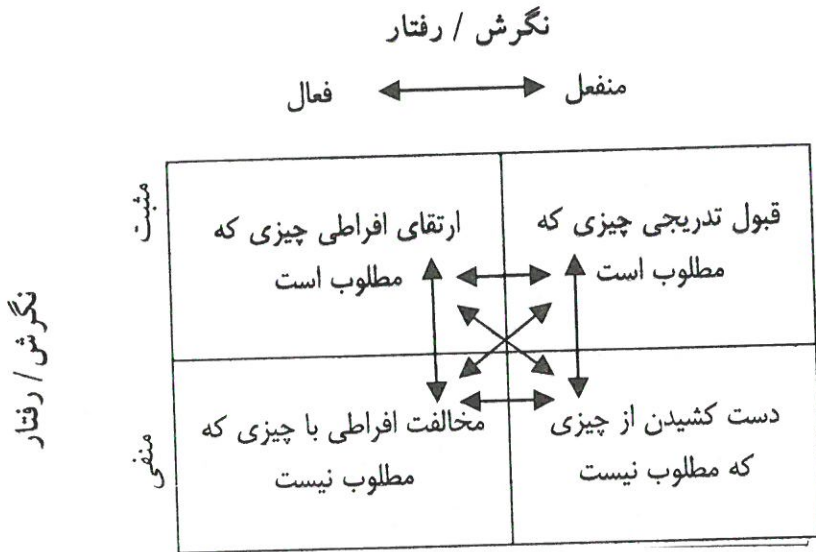 نگرش / رفتار
منفعل
فعال
مثبت
قبول تدریجی چیزی که
مطلوب است
ارتقای افراطی چیزی که
مطلوب است
نگرش / رفتار
منفی
دست کشیدن از چیزی
که مطلوب نیست
مخالفت افراطی با چیزی که
مطلوب نیست